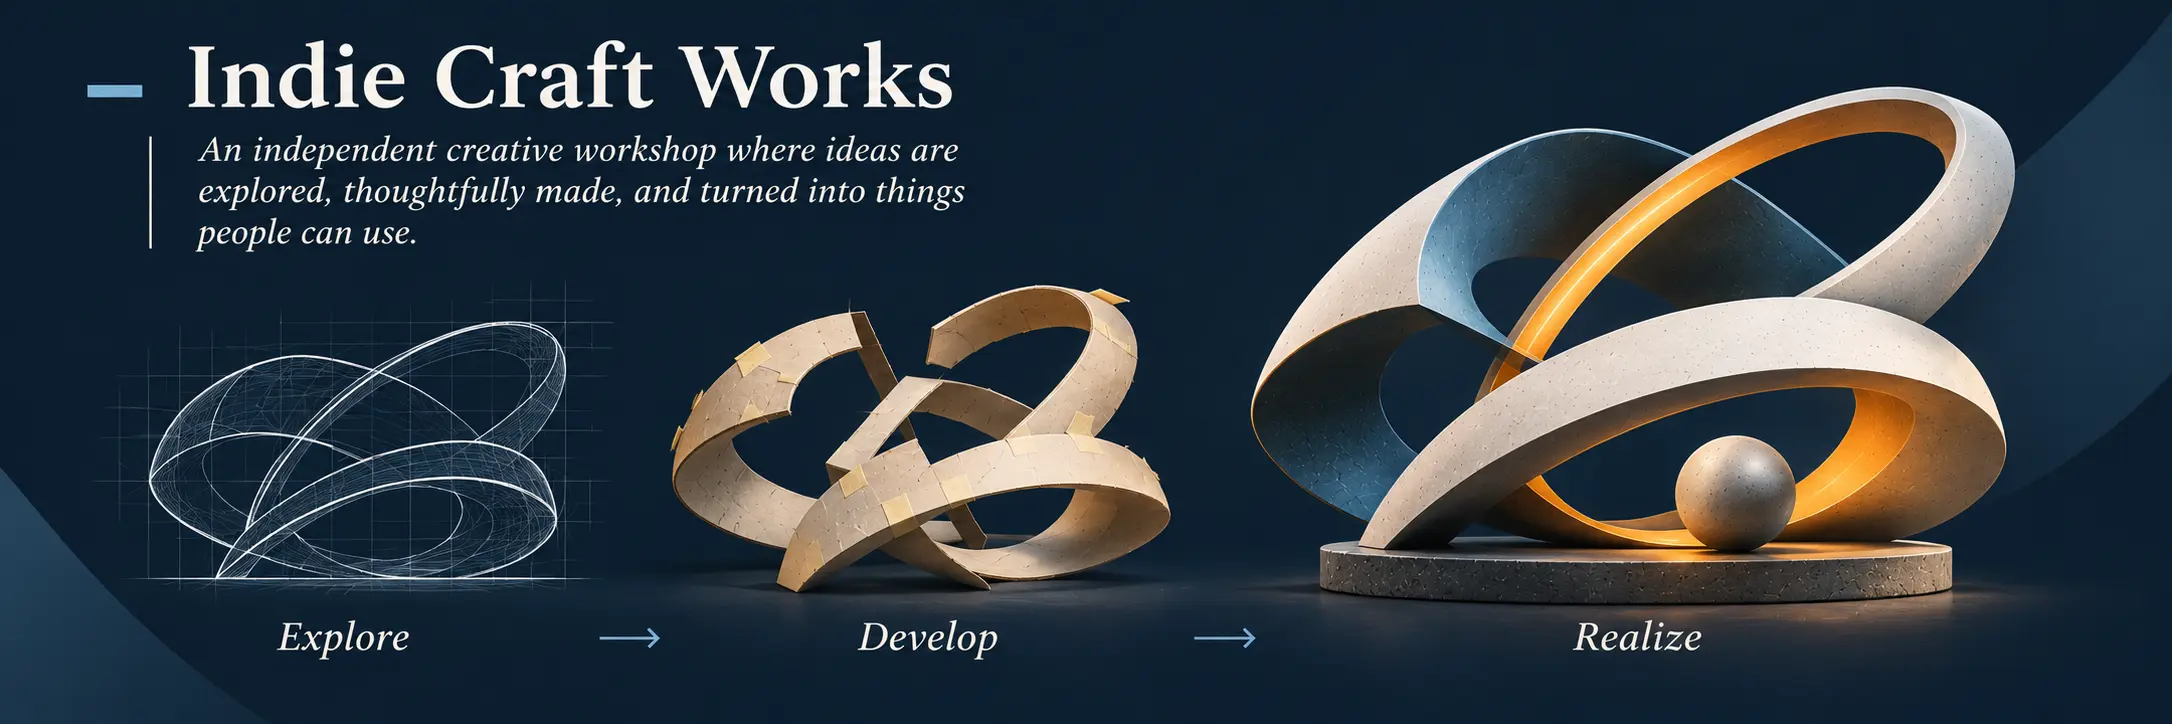 Indie Craft Works
An independent creative workshop where ideas are
explored, thoughtfully made, and turned into things
people can use.
Explore
Develop
Realize